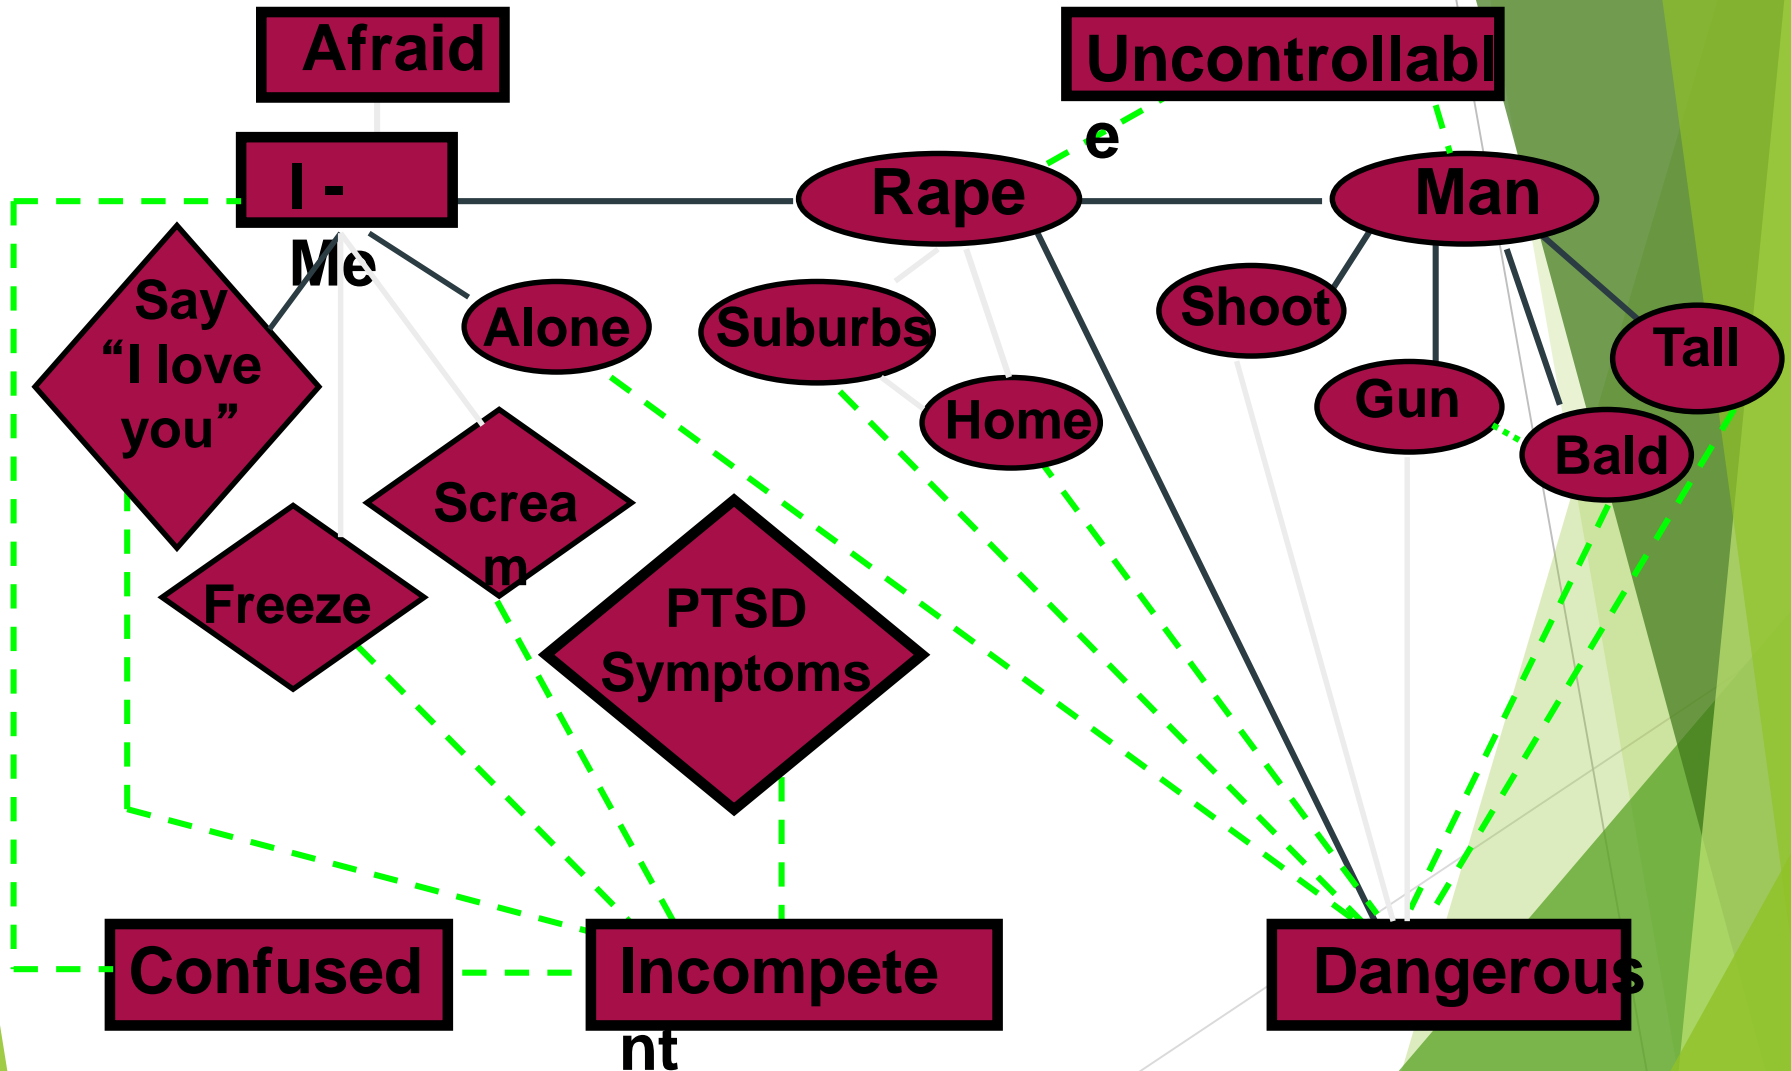 Afraid
Uncontrollabl
e
I -
Me
Rape
Man
Say
“I love
you”
Alone
Suburbs
Home
Shoot
Gun
Tall
Bald
Screa
m
Freeze
PTSD
Symptoms
Confused
Incompete
nt
Dangerous